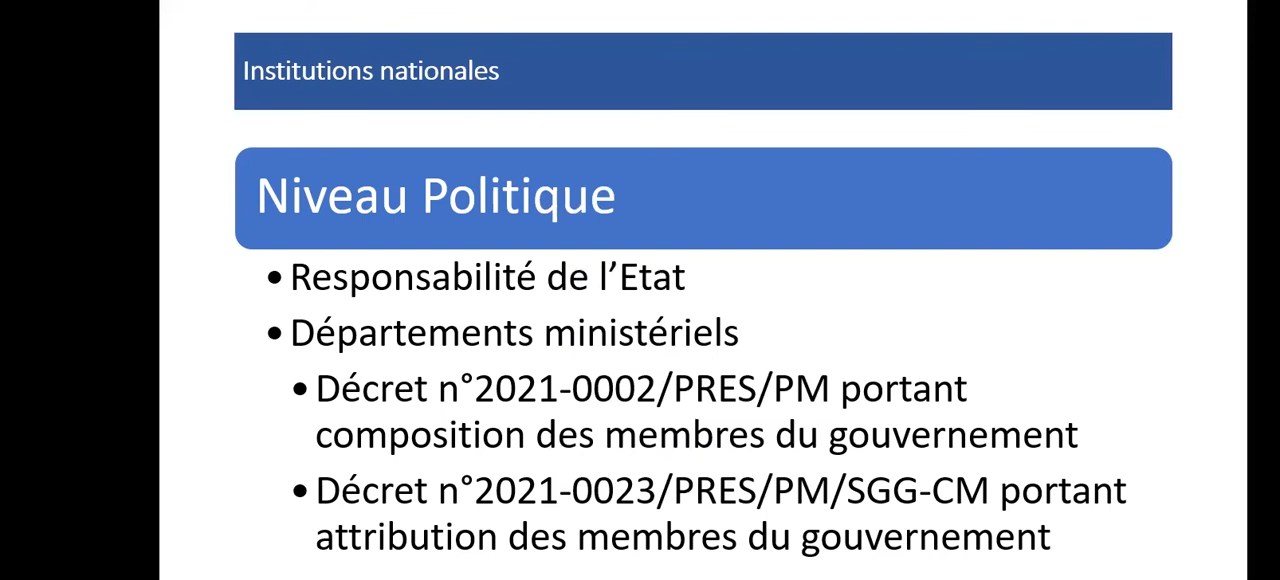 Institutions nationales
Niveau Politique
•Responsabilité de l’Etat
•Départements ministériels
•Décret n°2021-0002/PRES/PM portant
composition des membres du gouvernement
•Décret n°2021-0023/PRES/PM/SGG-CM portant
attribution des membres du gouvernement